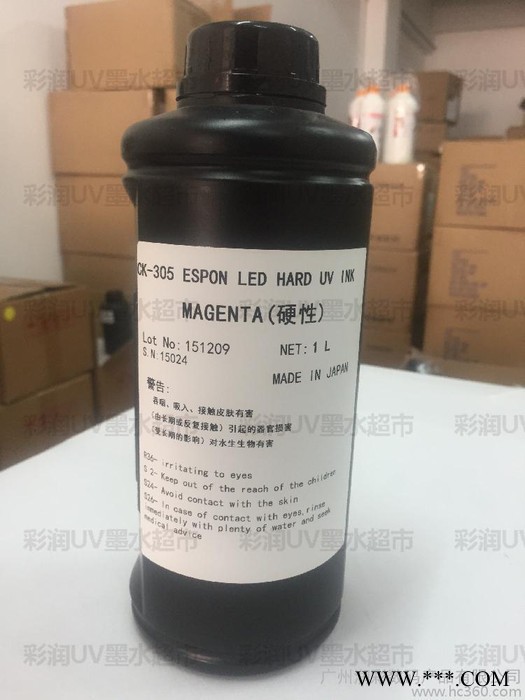 CK-305 ESPON LED HARD UV INK
MAGENTA(硬性)
Lot No:151209
NET: 1 L
S.N:15024
MADE IN JAPAN
警告:
吞咽、吸入、接触皮肤有害
(由长期或反复接触)引起的器官损害
(受长期的影响)对水生生物有害
R36- irritating to eyes
S 2- Keep out of the reach of the children
S24- Avoid contact with the skin
S26- In case of contact with eyes,rinse
immediately with plenty of water and seek
medical advice
彩润UV墨水超市
www.hc360.com
www.***.com